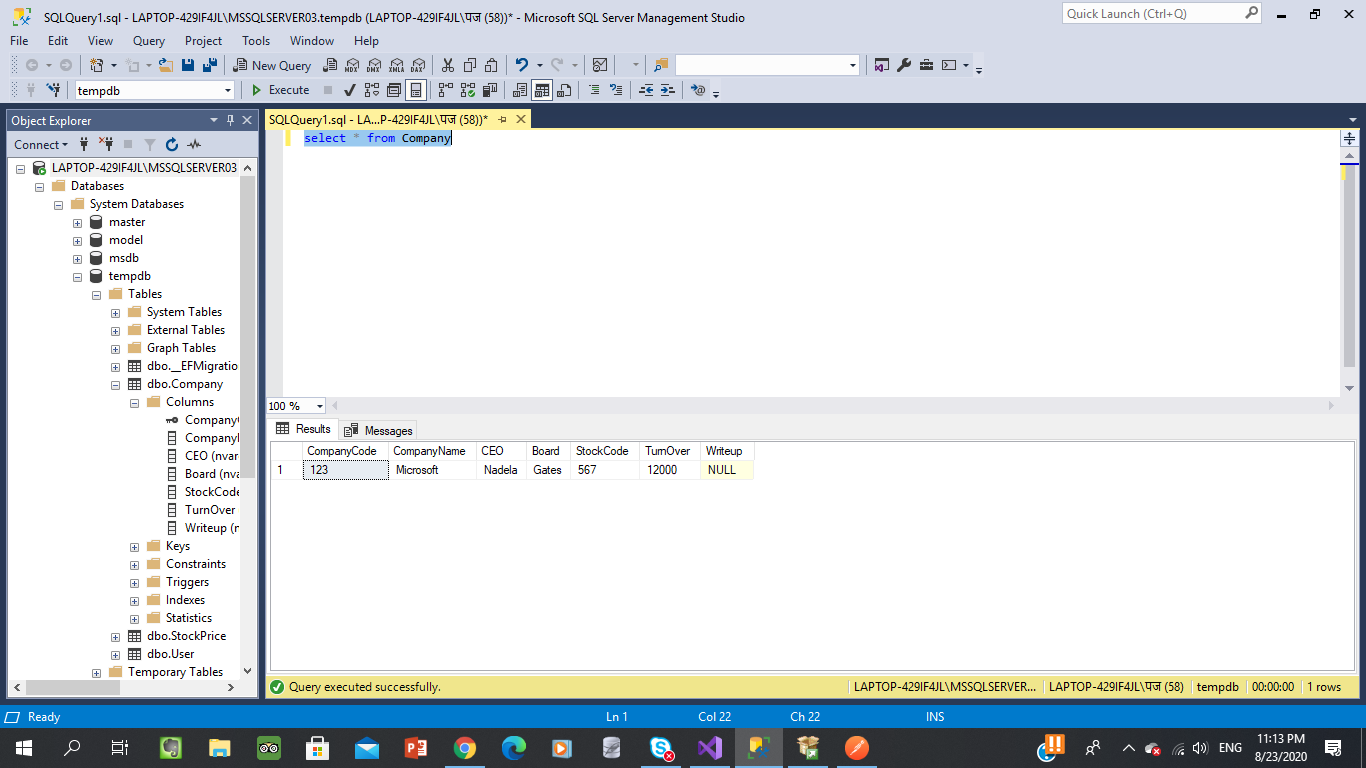 SQLQuery1.sql - LAPTOP-429IF4JL\MSSQLSERVER03.tempdb (LAPTOP-429IF4JL\पज (58))* - Microsoft SQL Server Management Studio
Quick Launch (Ctrl+Q)
File Edit View Query Project Tools Window Help
New Query MDX DMX XMLA DAX
tempdb Execute
Object Explorer
SQLQuery1.sql - LA...P-429IF4JL\पज (58))*
Connect
select * from Company
LAPTOP-429IF4JL\MSSQLSERVER03
Databases
System Databases
master
model
msdb
tempdb
Tables
System Tables
External Tables
Graph Tables
dbo.__EFMigratio
dbo.Company
Columns
Company
Company
CEO (nvar
Board (nva
StockCode
TurnOver
Writeup (n
Keys
Constraints
Triggers
Indexes
Statistics
dbo.StockPrice
dbo.User
Temporary Tables
100 %
Results Messages
CompanyCode CompanyName CEO Board StockCode TurnOver Writeup
1 123 Microsoft Nadela Gates 567 12000 NULL
Query executed successfully. LAPTOP-429IF4JL\MSSQLSERVER... LAPTOP-429IF4JL\पज (58) tempdb 00:00:00 1 rows
Ready Ln 1 Col 22 Ch 22 INS
ENG 11:13 PM
8/23/2020